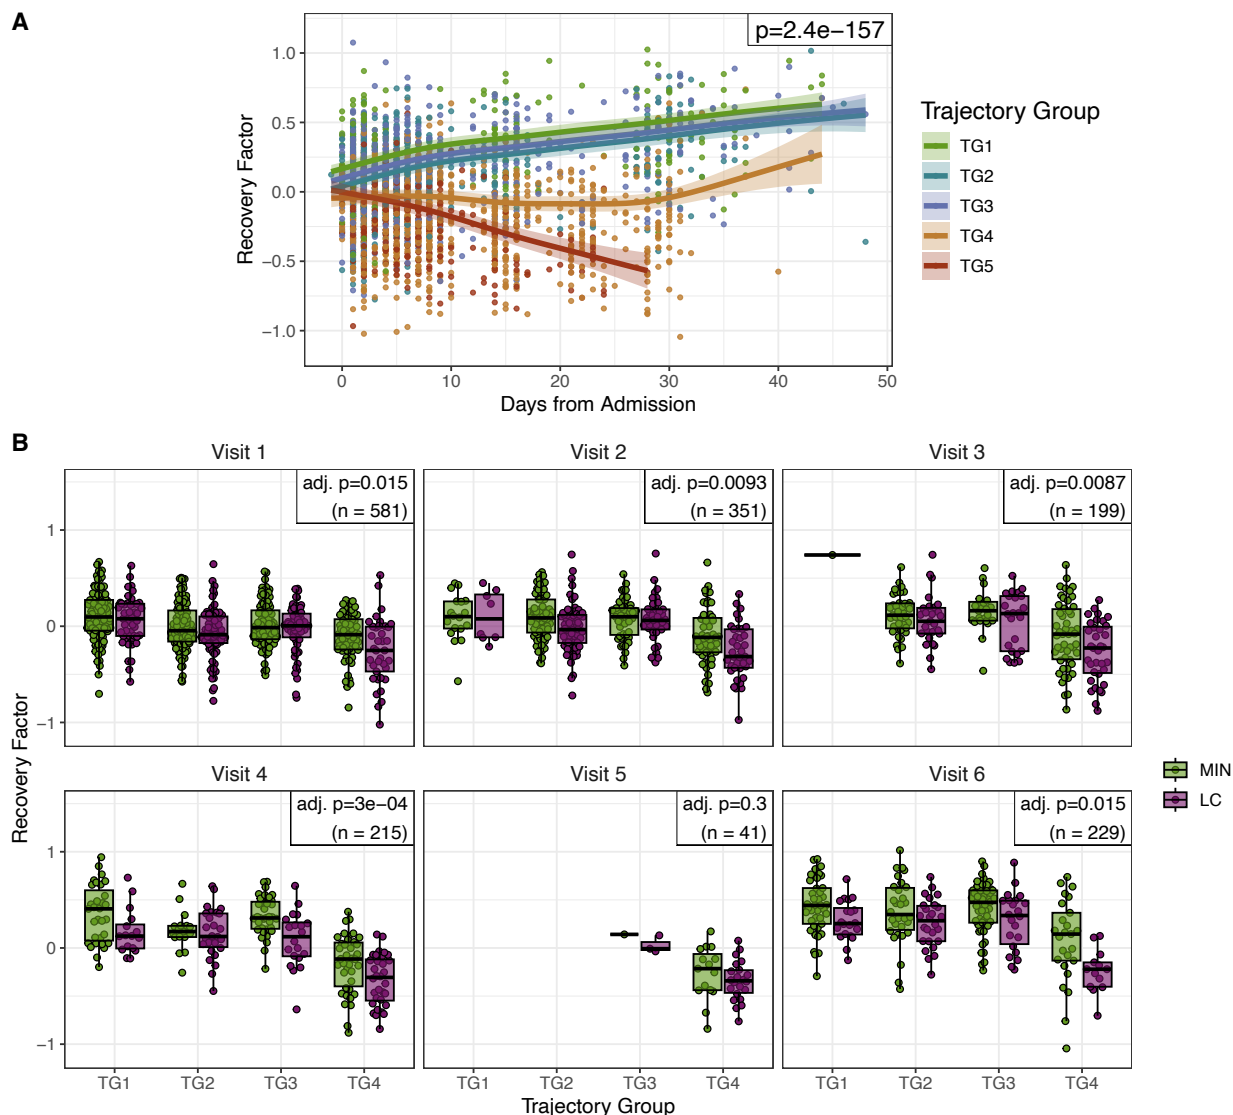 A
p=2.4e−157
1.0
0.5
0.0
−0.5
−1.0
Recovery Factor
0 10 20 30 40 50
Days from Admission
Trajectory Group
TG1
TG2
TG3
TG4
TG5
B
Visit 1 Visit 2 Visit 3
adj. p=0.015
(n = 581)
adj. p=0.0093
(n = 351)
adj. p=0.0087
(n = 199)
1
0
−1
Recovery Factor
Visit 4 Visit 5 Visit 6
adj. p=3e−04
(n = 215)
adj. p=0.3
(n = 41)
adj. p=0.015
(n = 229)
1
0
−1
TG1 TG2 TG3 TG4 TG1 TG2 TG3 TG4 TG1 TG2 TG3 TG4
Trajectory Group
MIN
LC